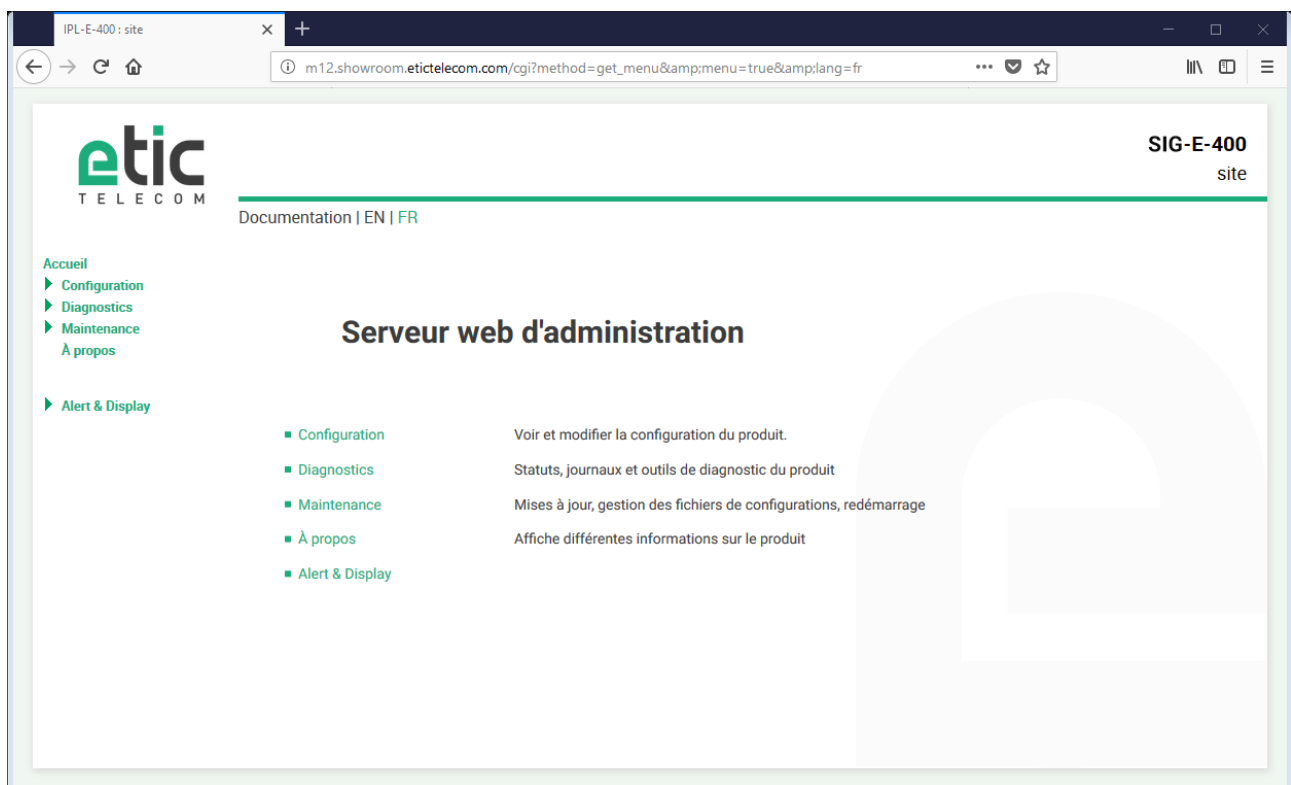 IPL-E-400 : site
m12.showroom.etictelecom.com/cgi?method=get_menu&amp;menu=true&amp;lang=fr
etic
TELECOM
SIG-E-400
site
Documentation | EN | FR
Accueil
Configuration
Diagnostics
Maintenance
À propos
Alert & Display
Serveur web d'administration
Configuration Voir et modifier la configuration du produit.
Diagnostics Statuts, journaux et outils de diagnostic du produit
Maintenance Mises à jour, gestion des fichiers de configurations, redémarrage
À propos Affiche différentes informations sur le produit
Alert & Display